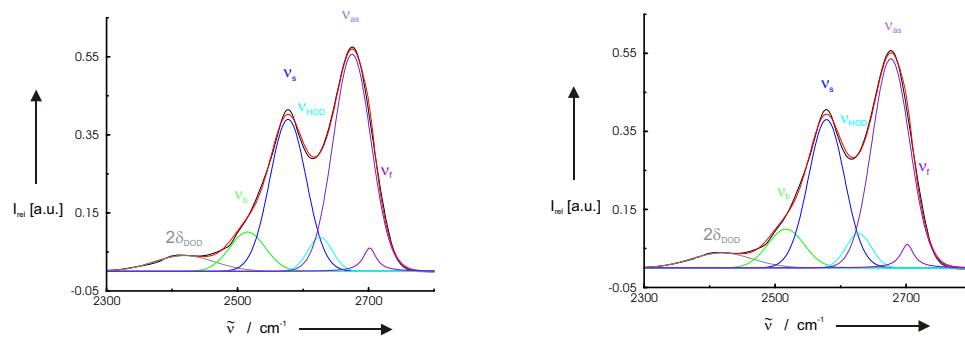 ν_as
0.55
ν_s
ν_HOD
0.35
ν_b
ν_f
I_rel [a.u.]
0.15
2δ_DOD
-0.05
2300
2500
2700
ν̃ / cm⁻¹
ν_as
0.55
ν_s
ν_HOD
0.35
ν_b
ν_f
I_rel [a.u.]
0.15
2δ_DOD
-0.05
2300
2500
2700
ν̃ / cm⁻¹